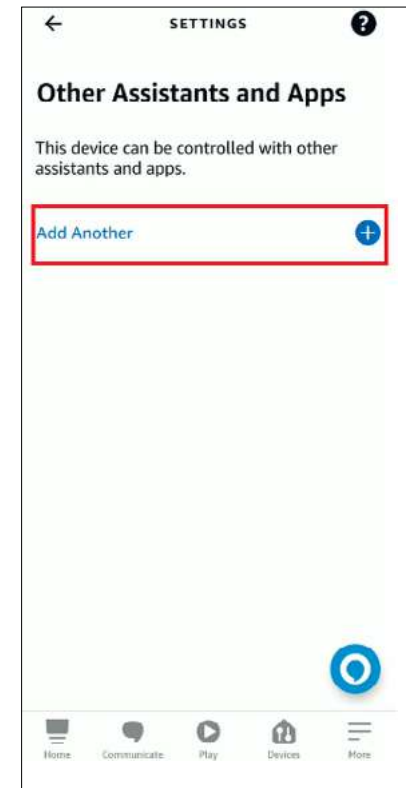 SETTINGS
?
Other Assistants and Apps
This device can be controlled with other
assistants and apps.
Add Another
Home Communicate Play Devices More